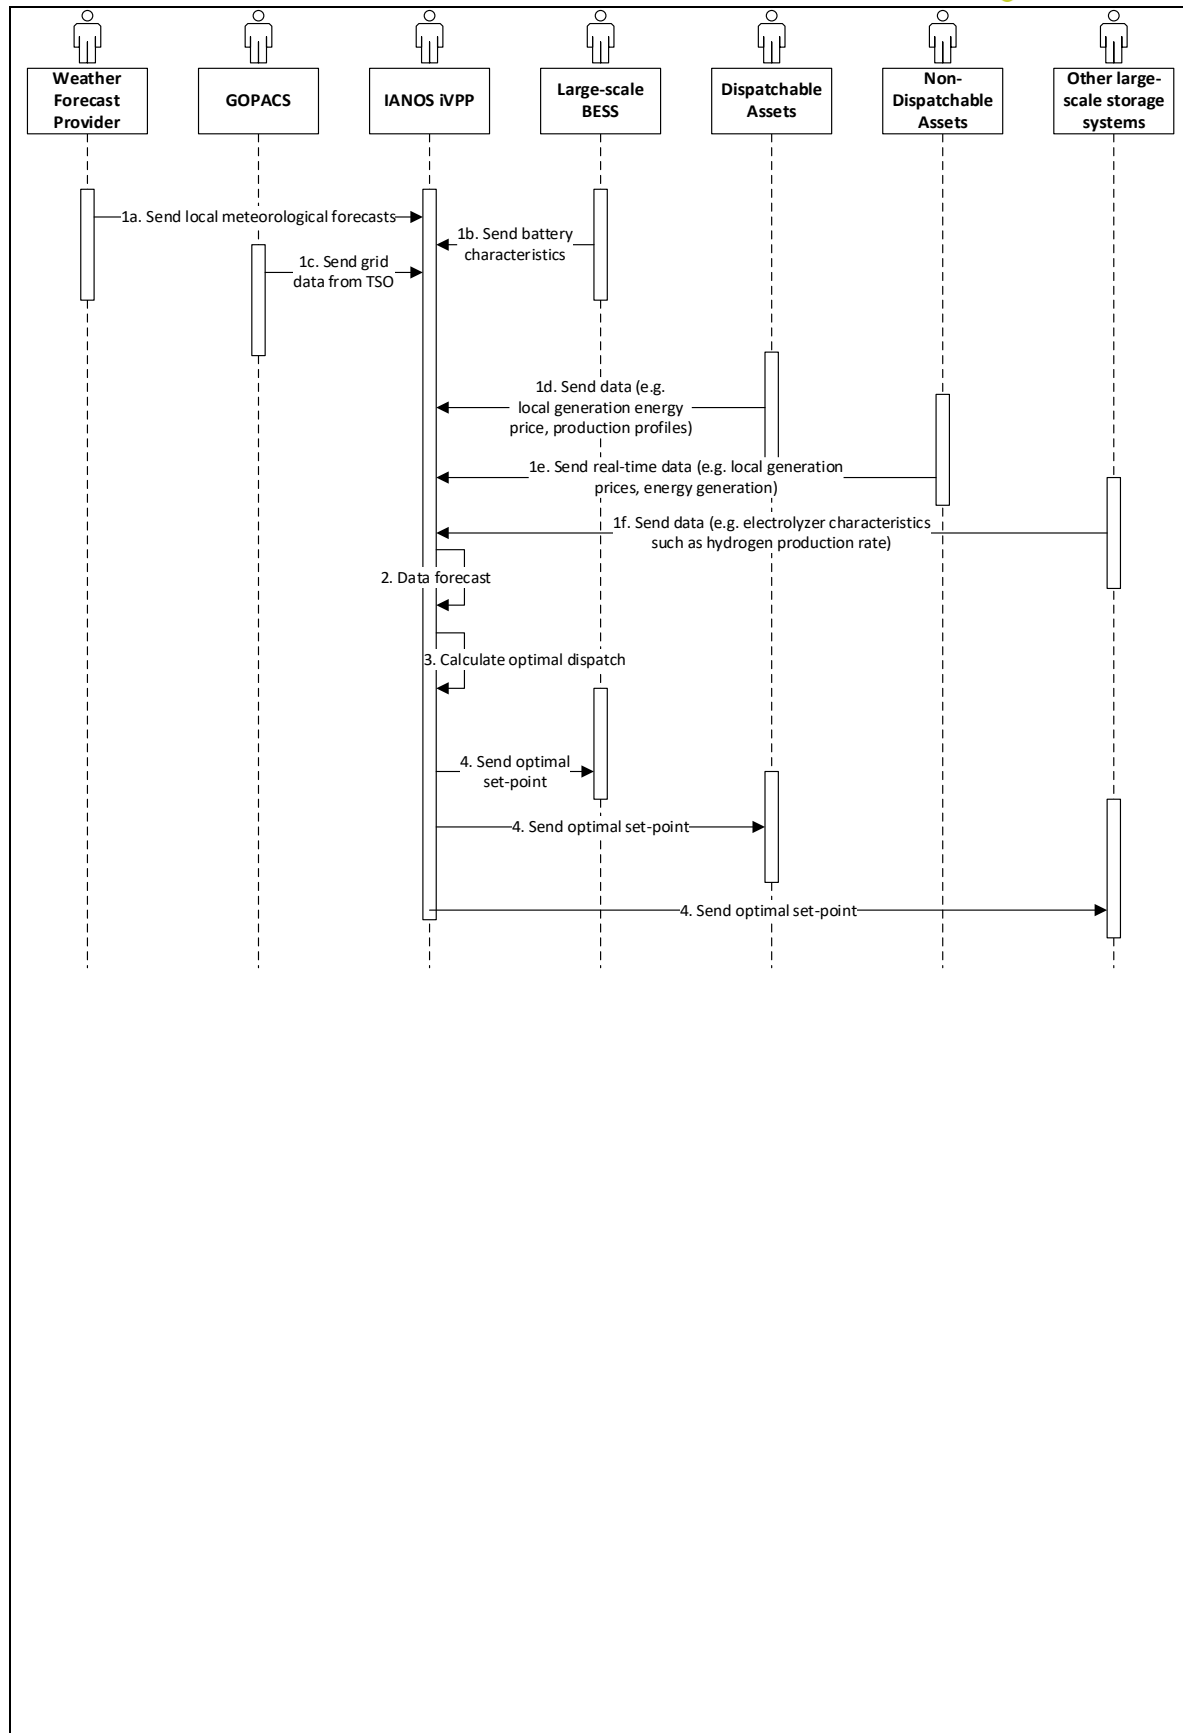 Weather
Forecast
Provider
GOPACS
IANOS iVPP
Large-scale
BESS
Dispatchable
Assets
Non-
Dispatchable
Assets
Other large-
scale storage
systems
1a. Send local meteorological forecasts
1b. Send battery
characteristics
1c. Send grid
data from TSO
1d. Send data (e.g.
local generation energy
price, production profiles)
1e. Send real-time data (e.g. local generation
prices, energy generation)
1f. Send data (e.g. electrolyzer characteristics
such as hydrogen production rate)
2. Data forecast
3. Calculate optimal dispatch
4. Send optimal
set-point
4. Send optimal set-point
4. Send optimal set-point